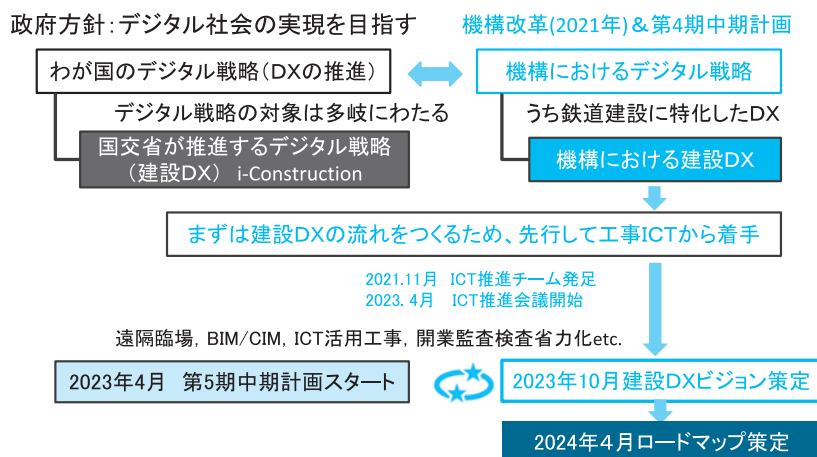 政府方針：デジタル社会の実現を目指す
機構改革(2021年)＆第4期中期計画
わが国のデジタル戦略（DXの推進）
機構におけるデジタル戦略
デジタル戦略の対象は多岐にわたる
うち鉄道建設に特化したDX
国交省が推進するデジタル戦略
（建設DX） i-Construction
機構における建設DX
まずは建設DXの流れをつくるため、先行して工事ICTから着手
2021.11月 ICT推進チーム発足
2023. 4月 ICT推進会議開始
遠隔臨場, BIM/CIM, ICT活用工事, 開業監査検査省力化etc.
2023年4月 第5期中期計画スタート
2023年10月建設DXビジョン策定
2024年4月ロードマップ策定